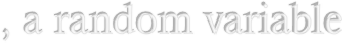 , a random variable